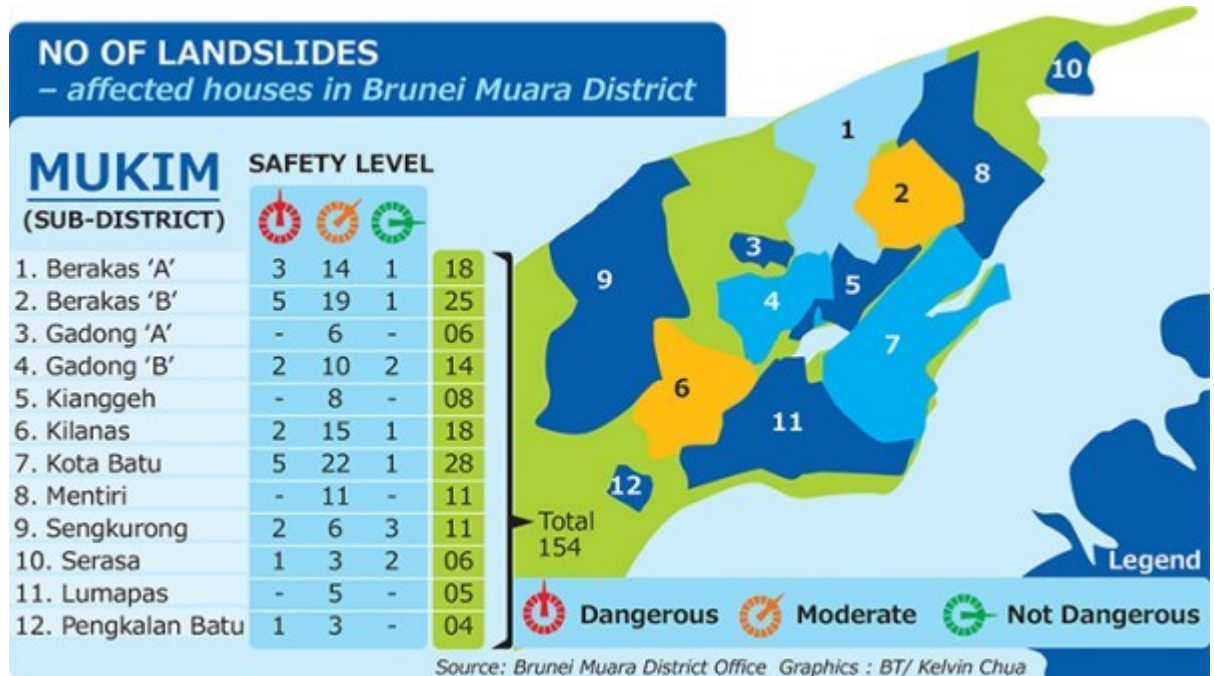 NO OF LANDSLIDES
– affected houses in Brunei Muara District
MUKIM
(SUB-DISTRICT)
SAFETY LEVEL
1. Berakas ‘A’ 3 14 1 18
2. Berakas ‘B’ 5 19 1 25
3. Gadong ‘A’ - 6 - 06
4. Gadong ‘B’ 2 10 2 14
5. Kianggeh - 8 - 08
6. Kilanas 2 15 1 18
7. Kota Batu 5 22 1 28
8. Mentiri - 11 - 11
9. Sengkurong 2 6 3 11
10. Serasa 1 3 2 06
11. Lumapas - 5 - 05
12. Pengkalan Batu 1 3 - 04
Total
154
10
1
8
2
3
9
5
4
7
6
11
12
Legend
Dangerous Moderate Not Dangerous
Source: Brunei Muara District Office Graphics : BT/ Kelvin Chua